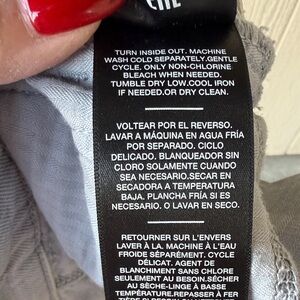 TURN INSIDE OUT. MACHINE
WASH COLD SEPARATELY.GENTLE
CYCLE. ONLY NON-CHLORINE
BLEACH WHEN NEEDED.
TUMBLE DRY LOW.COOL IRON
IF NEEDED.OR DRY CLEAN.
VOLTEAR POR EL REVERSO.
LAVAR A MÁQUINA EN AGUA FRÍA
POR SEPARADO. CICLO
DELICADO. BLANQUEADOR SIN
CLORO SOLAMENTE CUANDO
SEA NECESARIO.SECAR EN
SECADORA A TEMPERATURA
BAJA. PLANCHA FRÍA SI ES
NECESARIO. O LAVAR EN SECO.
RETOURNER SUR L'ENVERS
LAVER À LA. MACHINE À L'EAU
FROIDE SÉPARÉMENT. CYCLE
DÉLICAT. AGENT DE
BLANCHIMENT SANS CHLORE
SEULEMENT AU BESOIN.SÉCHER
AU SÈCHE-LINGE À BASSE
TEMPÉRATURE.REPASSER À FER